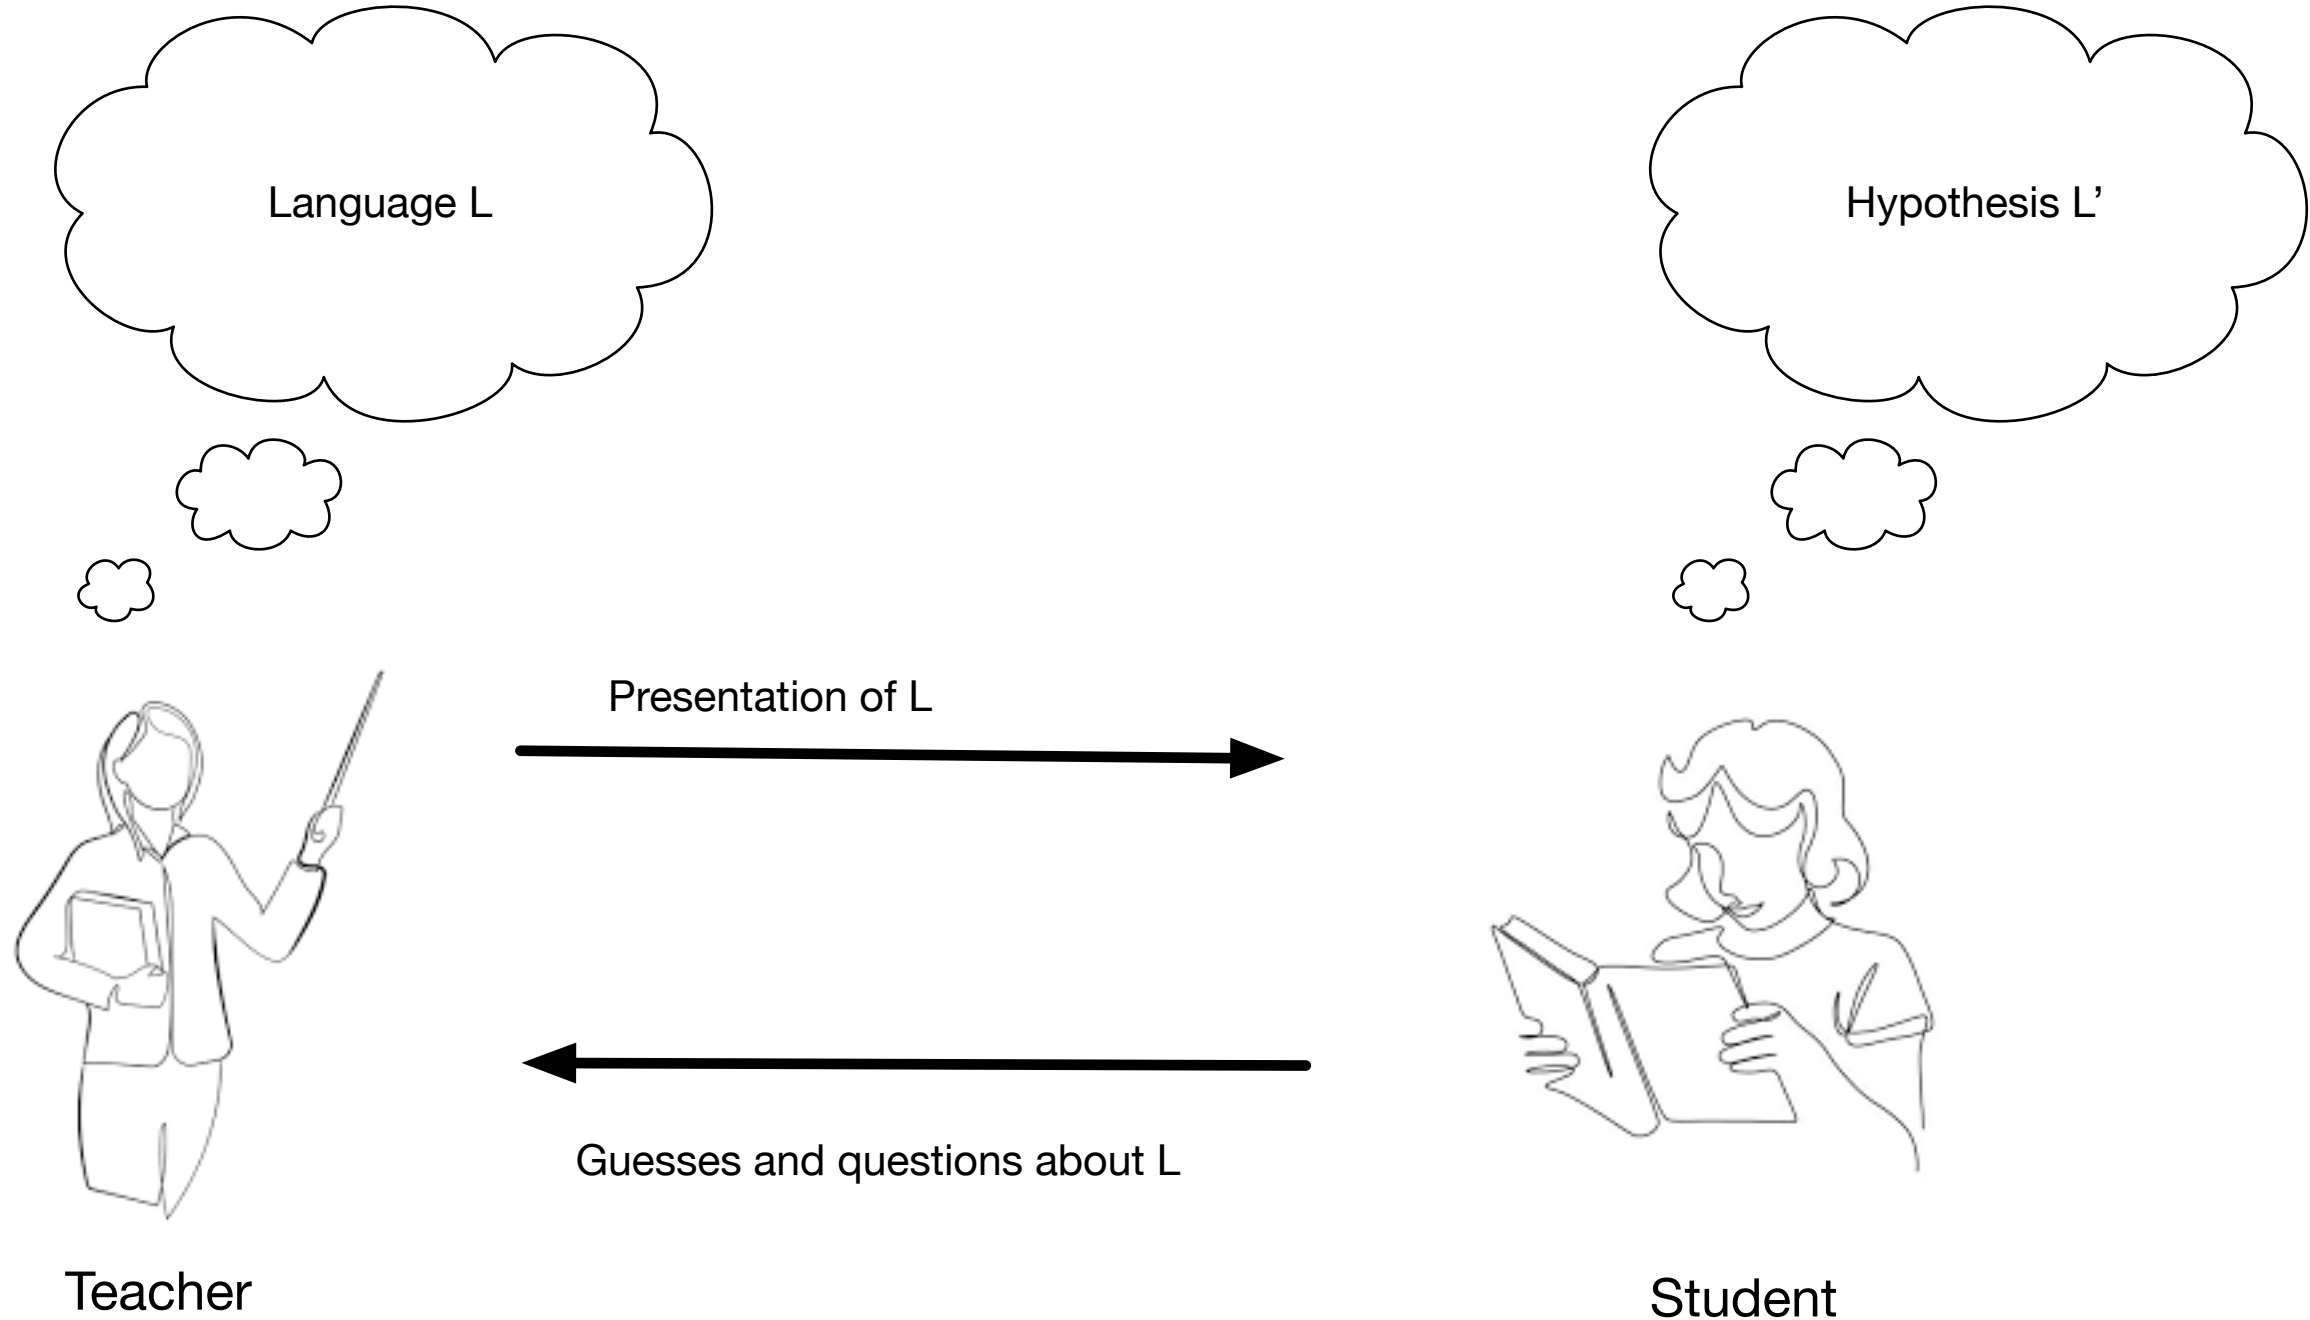 Language L
Hypothesis L’
Presentation of L
Guesses and questions about L
Teacher
Student